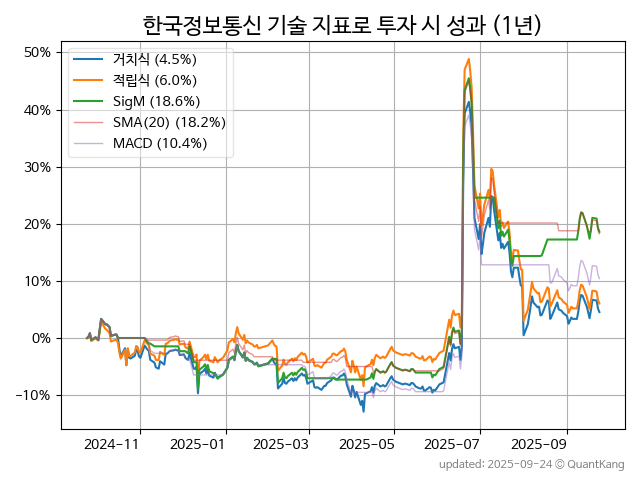 한국정보통신 기술 지표로 투자 시 성과 (1년)
50%
40%
30%
20%
10%
0%
−10%
거치식 (4.5%)
적립식 (6.0%)
SigM (18.6%)
SMA(20) (18.2%)
MACD (10.4%)
2024-11 2025-01 2025-03 2025-05 2025-07 2025-09
updated: 2025-09-24 @ QuantKang